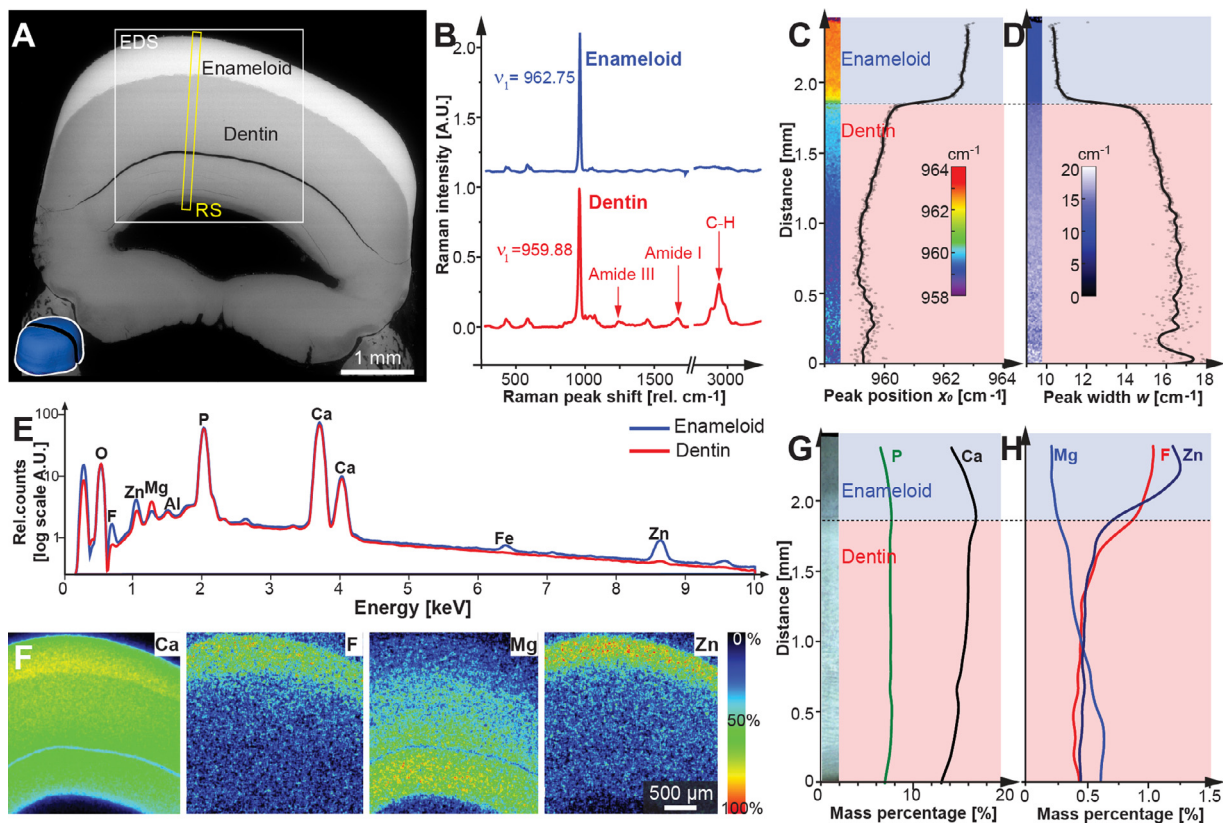 A
EDS
Enameloid
Dentin
RS
1 mm
B
Raman intensity [A.U.]
2.0
1.0
0.0
ν1= 962.75
Enameloid
Dentin
ν1=959.88
C-H
Amide I
Amide III
500 1000 1500 3000
Raman peak shift [rel. cm-1]
C
Enameloid
Dentin
Distance [mm]
2.0
1.5
1.0
0.5
0
cm-1
964
962
960
958
960 962 964
Peak position x₀ [cm-1]
D
cm-1
20
15
10
5
0
10 12 14 16 18
Peak width w [cm-1]
E
Rel.counts
[log scale A.U.]
100
10
1
O
F
Zn
Mg
Al
P
Ca
Ca
Fe
Zn
Enameloid
Dentin
0 1 2 3 4 5 6 7 8 9 10
Energy [keV]
F
Ca
F
Mg
Zn
0 %
50%
100%
500 µm
G
P
Ca
Enameloid
Dentin
Distance [mm]
2.0
1.5
1.0
0.5
0
0 10 20
Mass percentage [%]
H
Mg
F
Zn
0 0.5 1.0 1.5
Mass percentage [%]